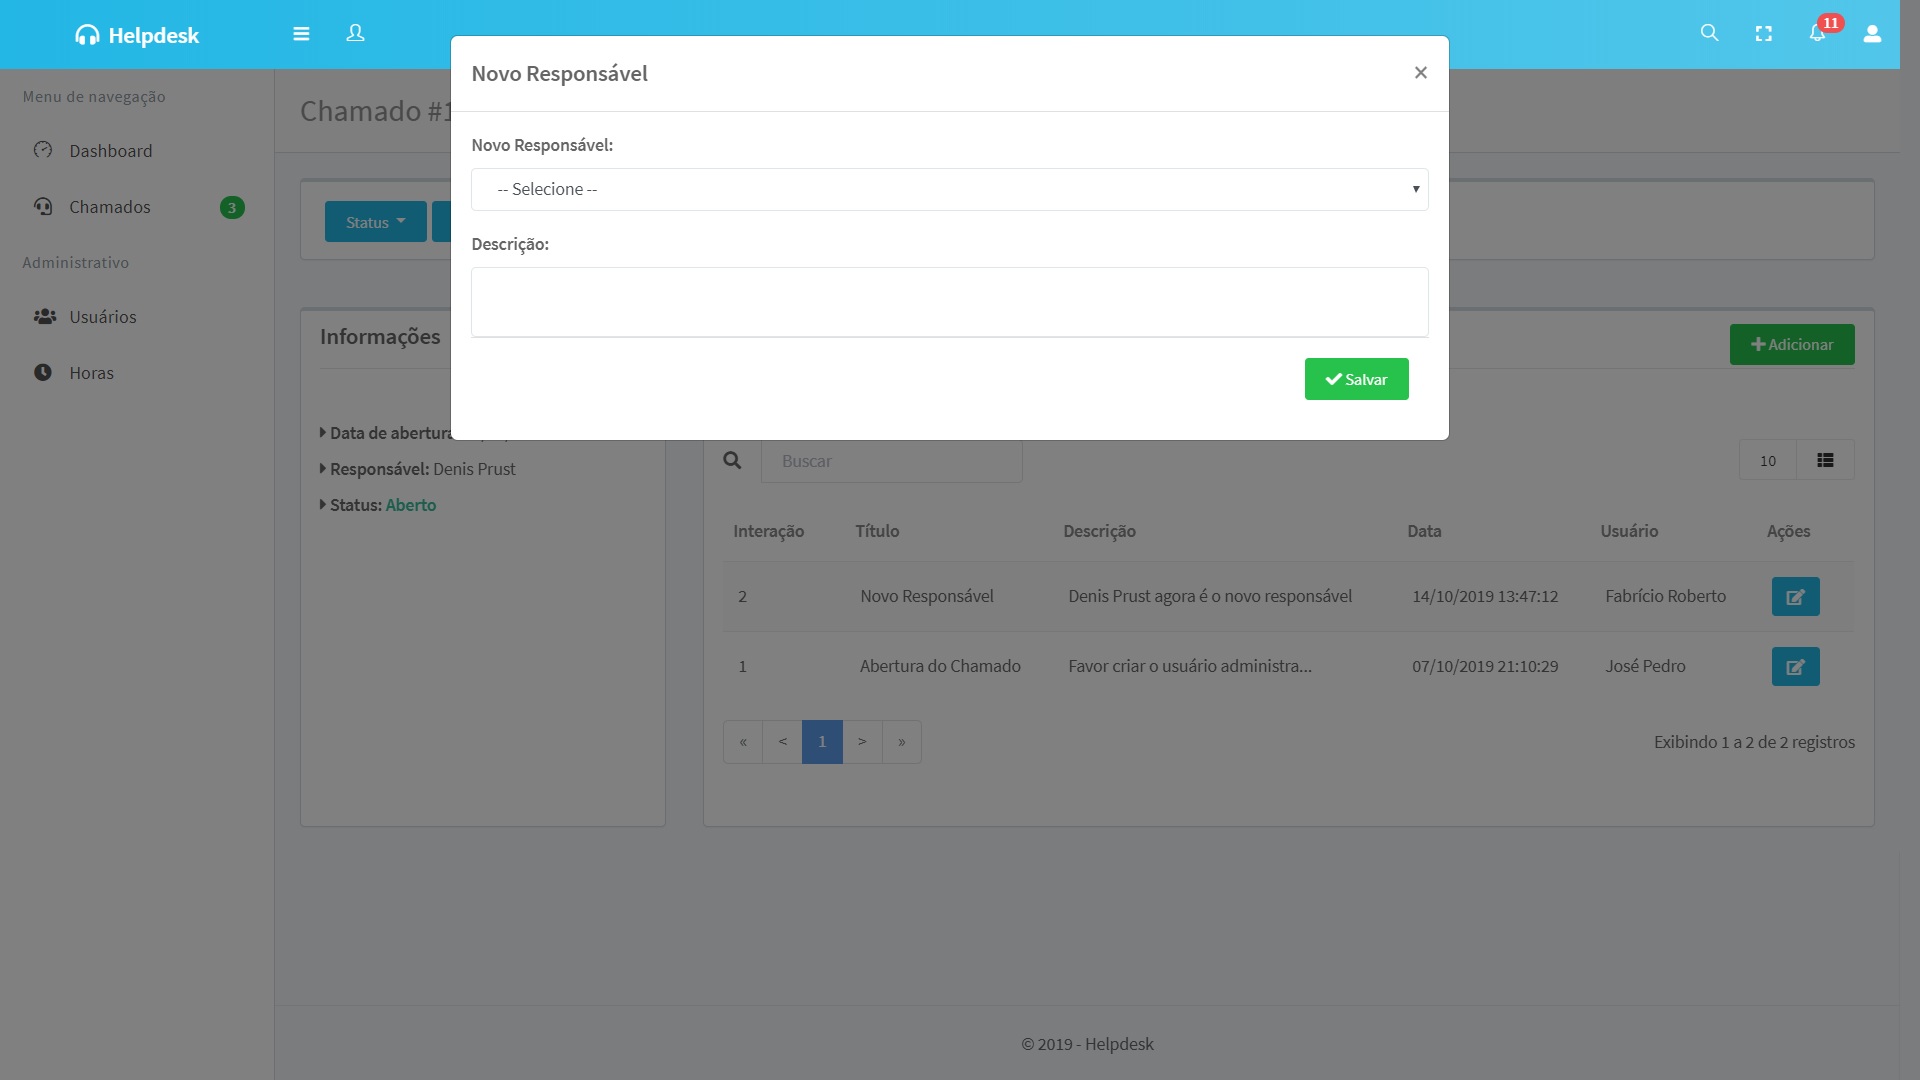 Helpdesk
11
Menu de navegação
Dashboard
Chamados 3
Administrativo
Usuários
Horas
Chamado #1
Status
Novo Responsável ×
Novo Responsável:
-- Selecione --
Descrição:
Salvar
Informações
Data de abertura
Responsável: Denis Prust
Status: Aberto
Adicionar
Buscar
10
Interação Título Descrição Data Usuário Ações
2 Novo Responsável Denis Prust agora é o novo responsável 14/10/2019 13:47:12 Fabrício Roberto
1 Abertura do Chamado Favor criar o usuário administra... 07/10/2019 21:10:29 José Pedro
« < 1 > »
Exibindo 1 a 2 de 2 registros
© 2019 - Helpdesk